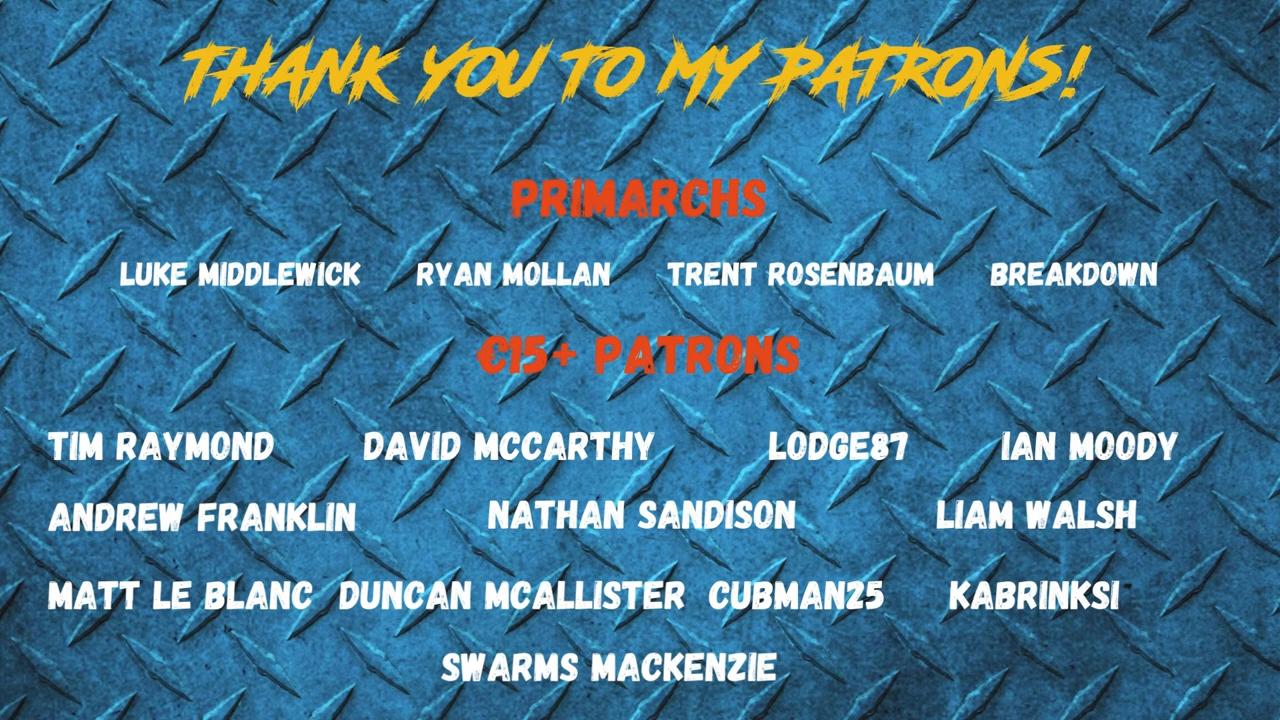 THANK YOU TO MY PATRONS!
PRIMARCHS
LUKE MIDDLEWICK RYAN MOLLAN TRENT ROSENBAUM BREAKDOWN
€15+ PATRONS
TIM RAYMOND DAVID MCCARTHY LODGE87 IAN MOODY
ANDREW FRANKLIN NATHAN SANDISON LIAM WALSH
MATT LE BLANC DUNCAN MCALLISTER CUBMAN25 KABRINKSI
SWARMS MACKENZIE